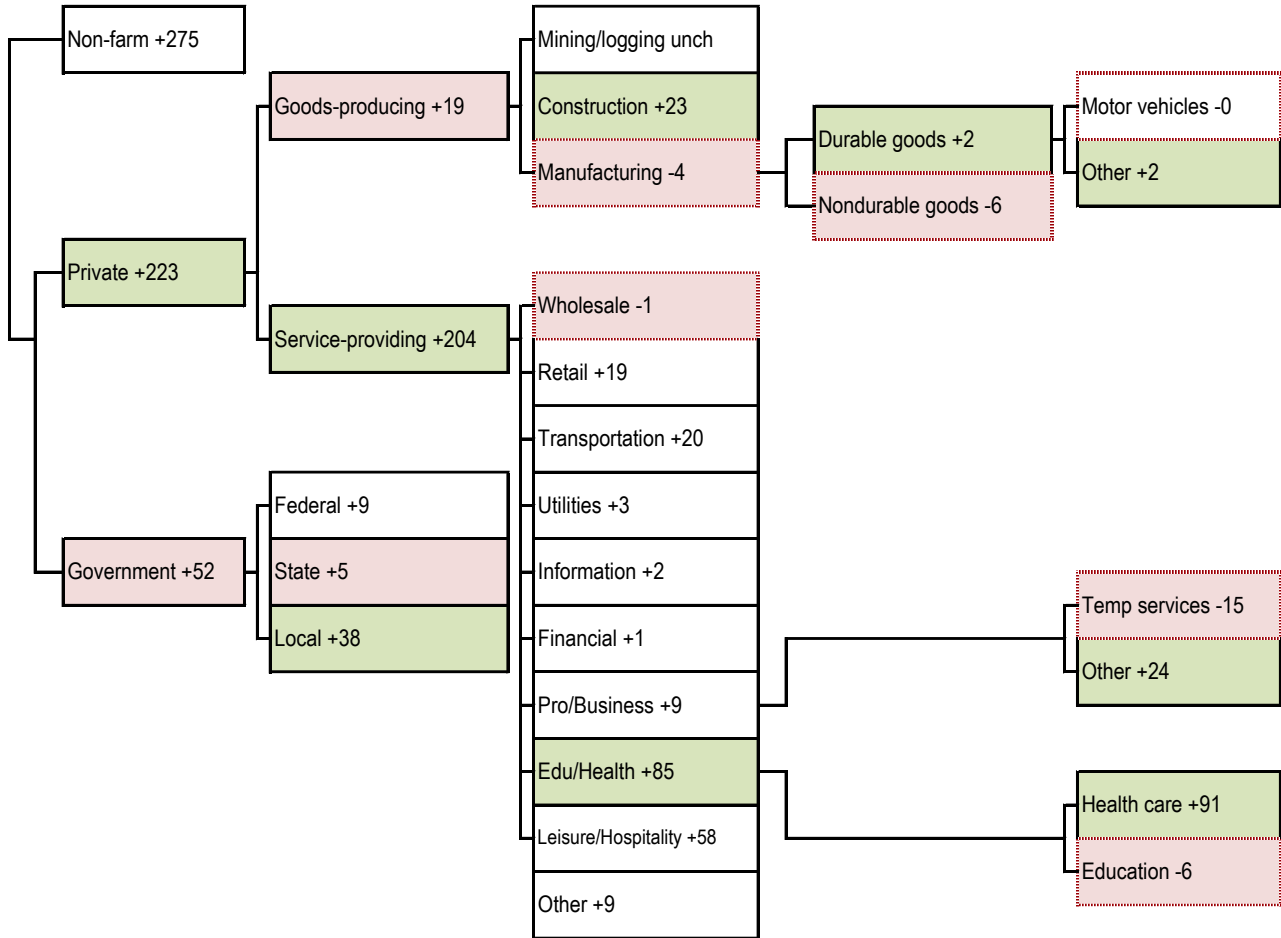 Non-farm +275
Private +223
Government +52
Goods-producing +19
Service-providing +204
Federal +9
State +5
Local +38
Mining/logging unch
Construction +23
Manufacturing -4
Wholesale -1
Retail +19
Transportation +20
Utilities +3
Information +2
Financial +1
Pro/Business +9
Edu/Health +85
Leisure/Hospitality +58
Other +9
Durable goods +2
Nondurable goods -6
Motor vehicles -0
Other +2
Temp services -15
Other +24
Health care +91
Education -6